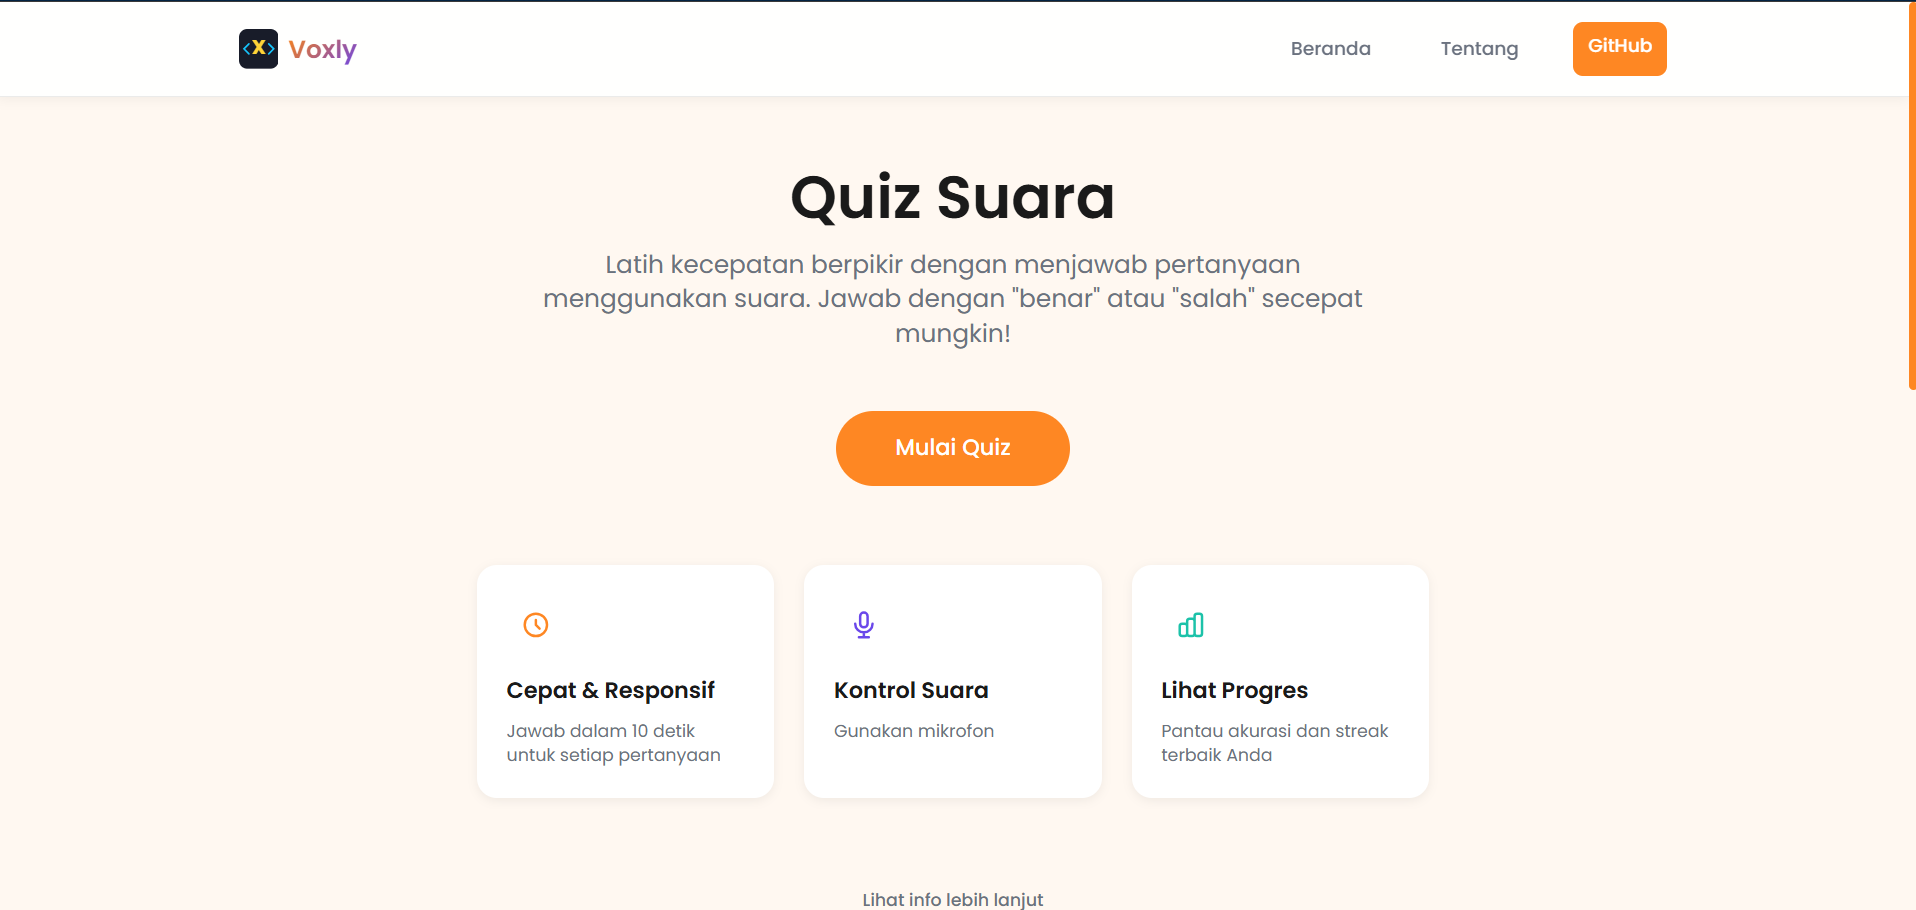 <X> Voxly
Beranda
Tentang
GitHub
Quiz Suara
Latih kecepatan berpikir dengan menjawab pertanyaan
menggunakan suara. Jawab dengan "benar" atau "salah" secepat
mungkin!
Mulai Quiz
Cepat & Responsif
Jawab dalam 10 detik
untuk setiap pertanyaan
Kontrol Suara
Gunakan mikrofon
Lihat Progres
Pantau akurasi dan streak
terbaik Anda
Lihat info lebih lanjut